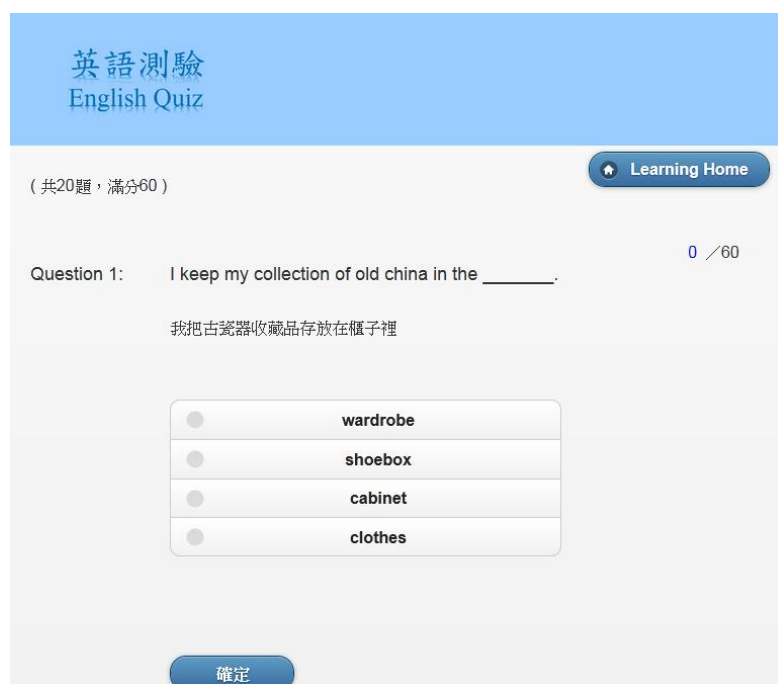 英語測驗
English Quiz
Learning Home
(共20題，滿分60)
0 ／60
Question 1: I keep my collection of old china in the ________.
我把古瓷器收藏品存放在櫃子裡
wardrobe
shoebox
cabinet
clothes
確定